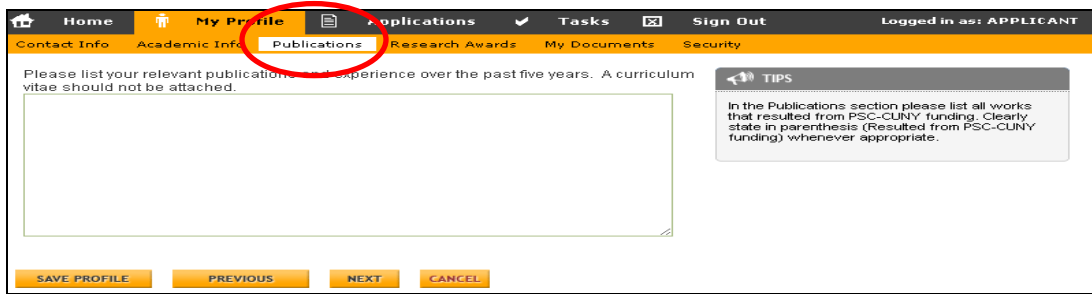 Home My Profile Applications Tasks Sign Out Logged in as: APPLICANT
Contact Info Academic Info Publications Research Awards My Documents Security
Please list your relevant publications and experience over the past five years. A curriculum
vitae should not be attached.
TIPS
In the Publications section please list all works
that resulted from PSC-CUNY funding. Clearly
state in parenthesis (Resulted from PSC-CUNY
funding) whenever appropriate.
SAVE PROFILE PREVIOUS NEXT CANCEL